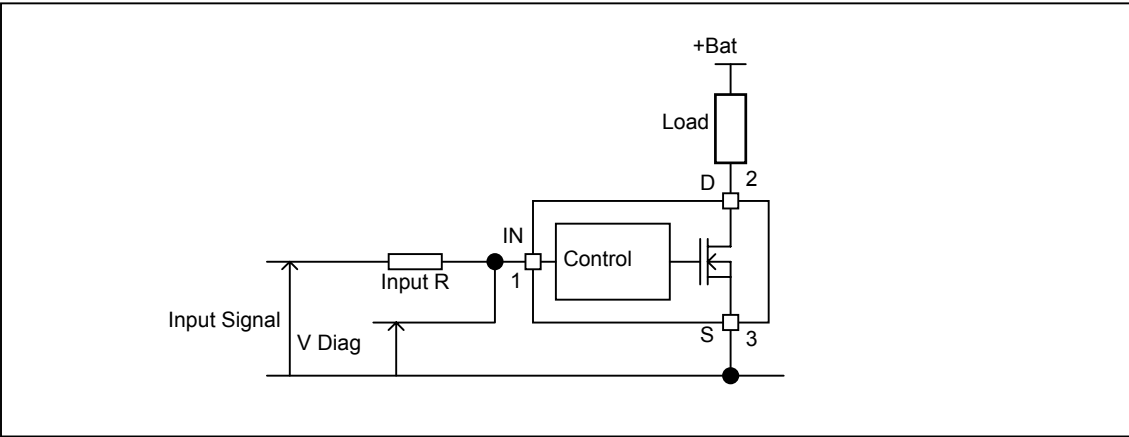 +Bat
Load
D 2
IN
Control
1
Input R
Input Signal
V Diag
S 3